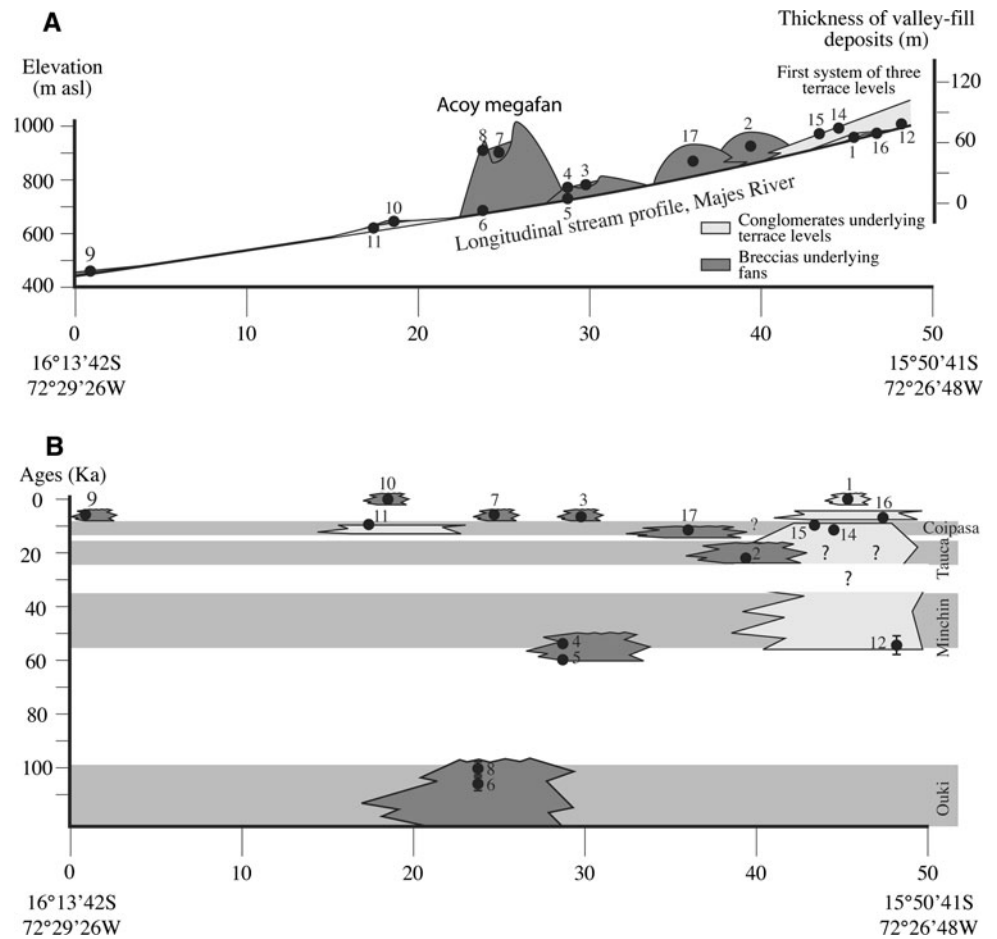 A
Thickness of valley-fill
deposits (m)
Elevation
(m asl)
First system of three
terrace levels
120
60
0
Acoy megafan
1000
800
600
400
9
11
10
8
7
6
4
3
5
17
2
15
14
1
16
12
Longitudinal stream profile, Majes River
Conglomerates underlying
terrace levels
Breccias underlying
fans
0
10
20
30
40
50
16°13'42S
72°29'26W
15°50'41S
72°26'48W
B
Ages (Ka)
0
20
40
60
80
100
9
10
11
7
3
17
?
1
16
15
14
2
?
?
?
4
5
12
8
6
Coipasa
Tauca
Minchin
Ouki
0
10
20
30
40
50
16°13'42S
72°29'26W
15°50'41S
72°26'48W